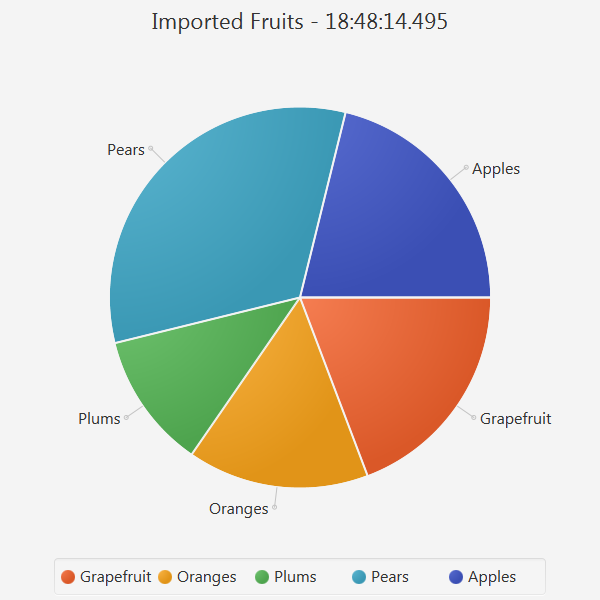 Imported Fruits - 18:48:14.495
Pears
Apples
Plums
Grapefruit
Oranges
Grapefruit Oranges Plums Pears Apples